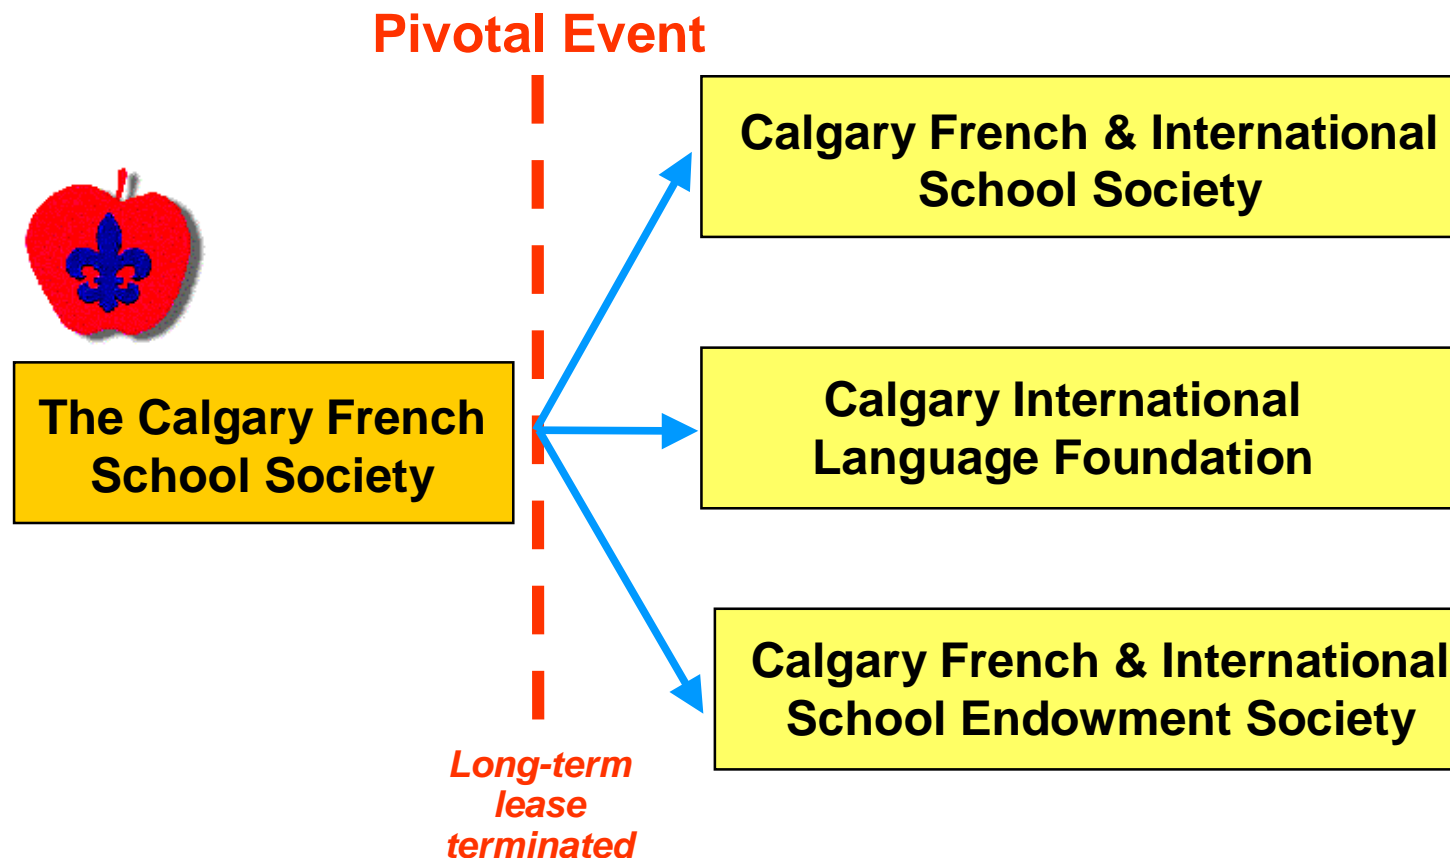 Pivotal Event
Calgary French & International
School Society
The Calgary French
School Society
Calgary International
Language Foundation
Calgary French & International
School Endowment Society
Long-term
lease
terminated